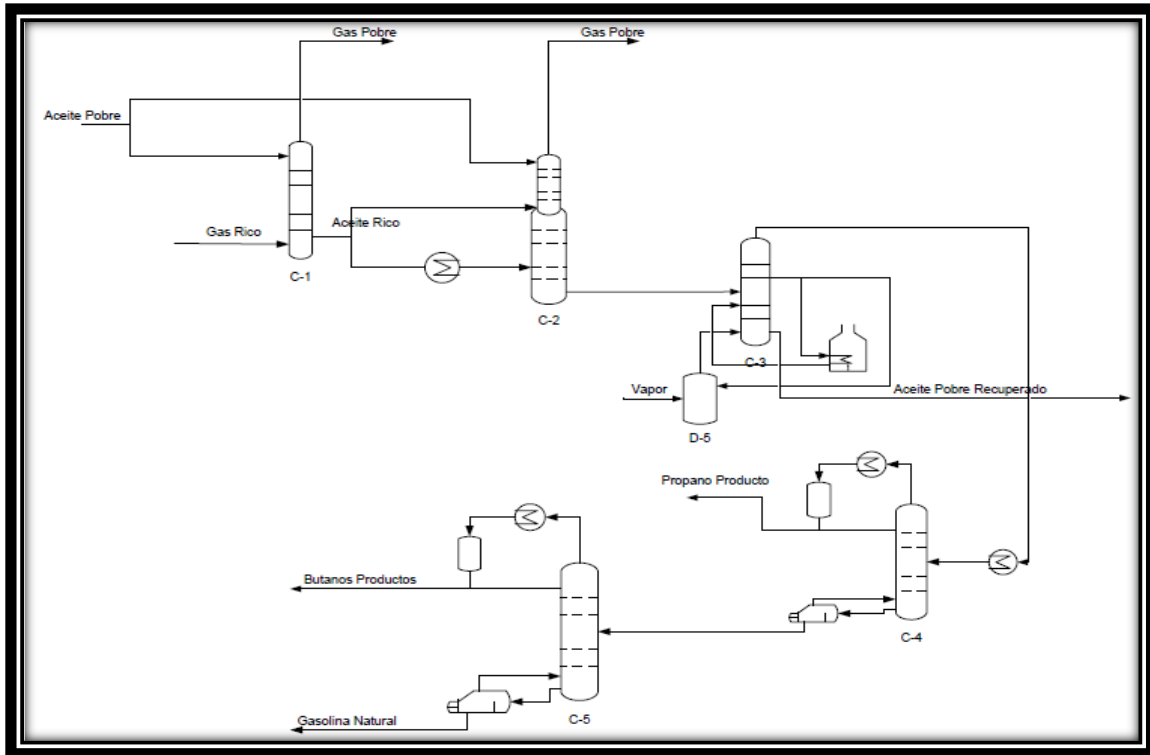 Gas Pobre
Gas Pobre
Aceite Pobre
Gas Rico
Aceite Rico
C-1
C-2
C-3
Vapor
Aceite Pobre Recuperado
D-5
Propano Producto
Butanos Productos
C-4
C-5
Gasolina Natural